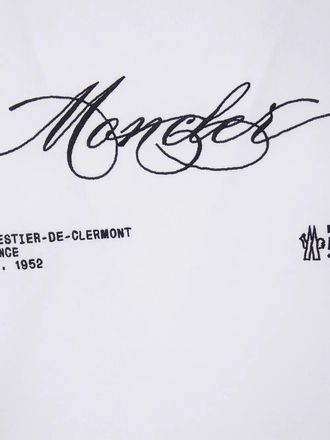 Moncler
ESTIER-DE-CLERMONT
NCE
. 1952